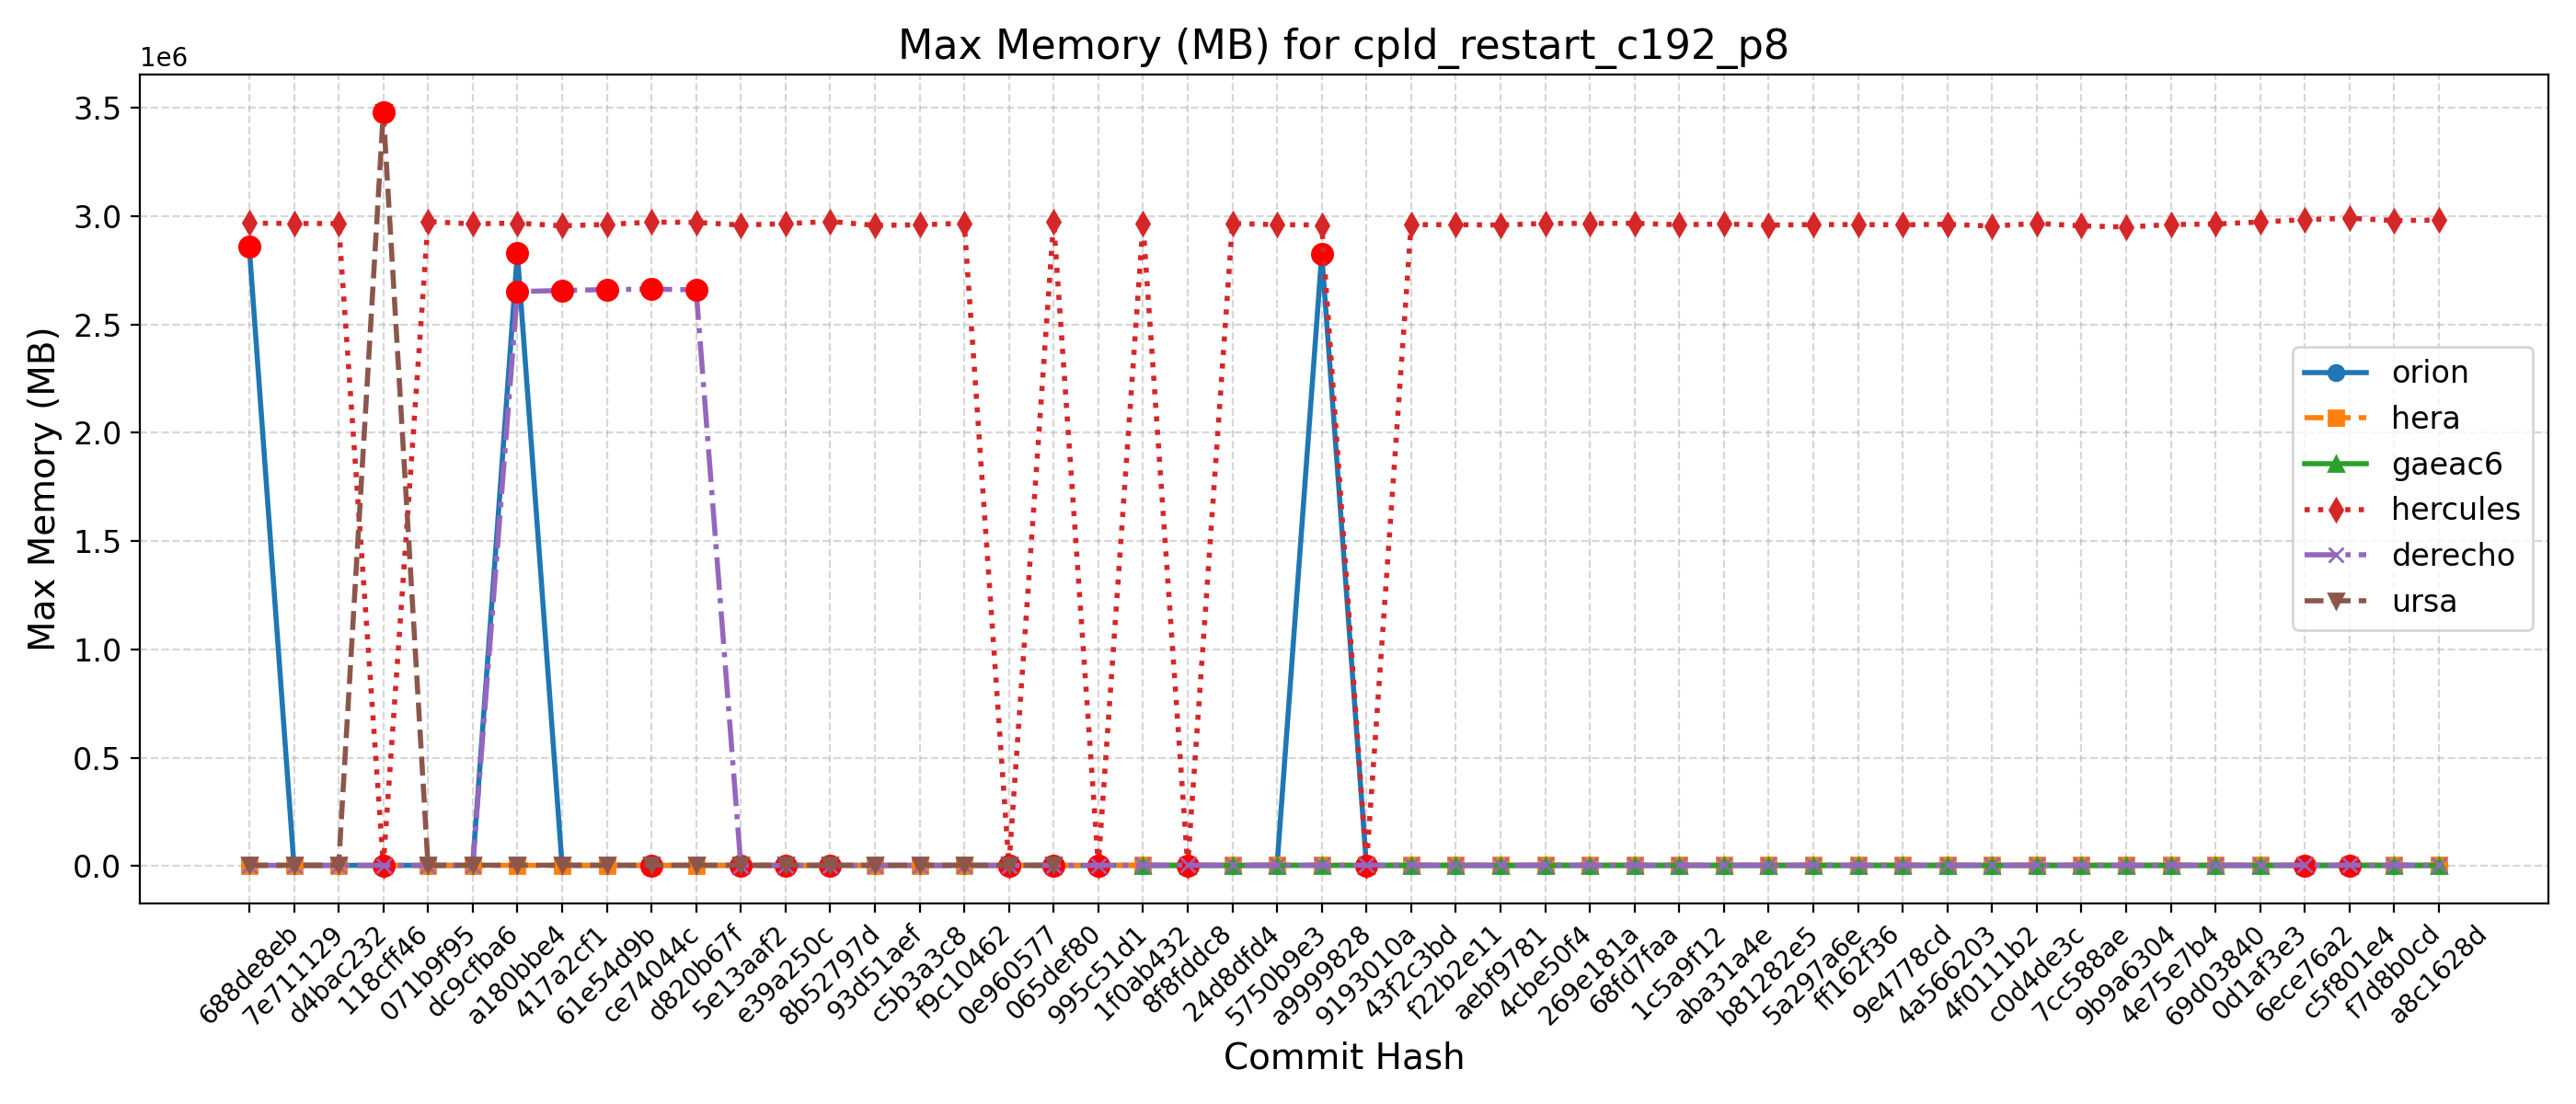 Max Memory (MB) for cpld_restart_c192_p8
1e6
3.5
3.0
2.5
2.0
1.5
1.0
0.5
0.0
Max Memory (MB)
orion
hera
gaeac6
hercules
derecho
ursa
688de8eb
7e711129
d4bac232
118cff46
071b9f95
dc9cfba6
a180bbe4
417a2cf1
61e54d9b
ce74044c
d820b67f
5e13aaf2
e39a250c
8b52797d
93d51aef
c5b3a3c8
f9c10462
0e960577
065def80
995c51d1
1f0ab432
8f8fddc8
24d8dfd4
5750b9e3
a9999828
9193010a
43f2c3bd
f22b2e11
aebf9781
4cbe50f4
269e181a
68fd7faa
1c5a9f12
aba31a4e
b81282e5
5a297a6e
ff162f36
9e4778cd
4a566203
4f0111b2
c0d4de3c
7cc588ae
9b9a6304
4e75e7b4
69d03840
0d1af3e3
6ece76a2
c5f801e4
f7d8b0cd
a8c1628d
Commit Hash